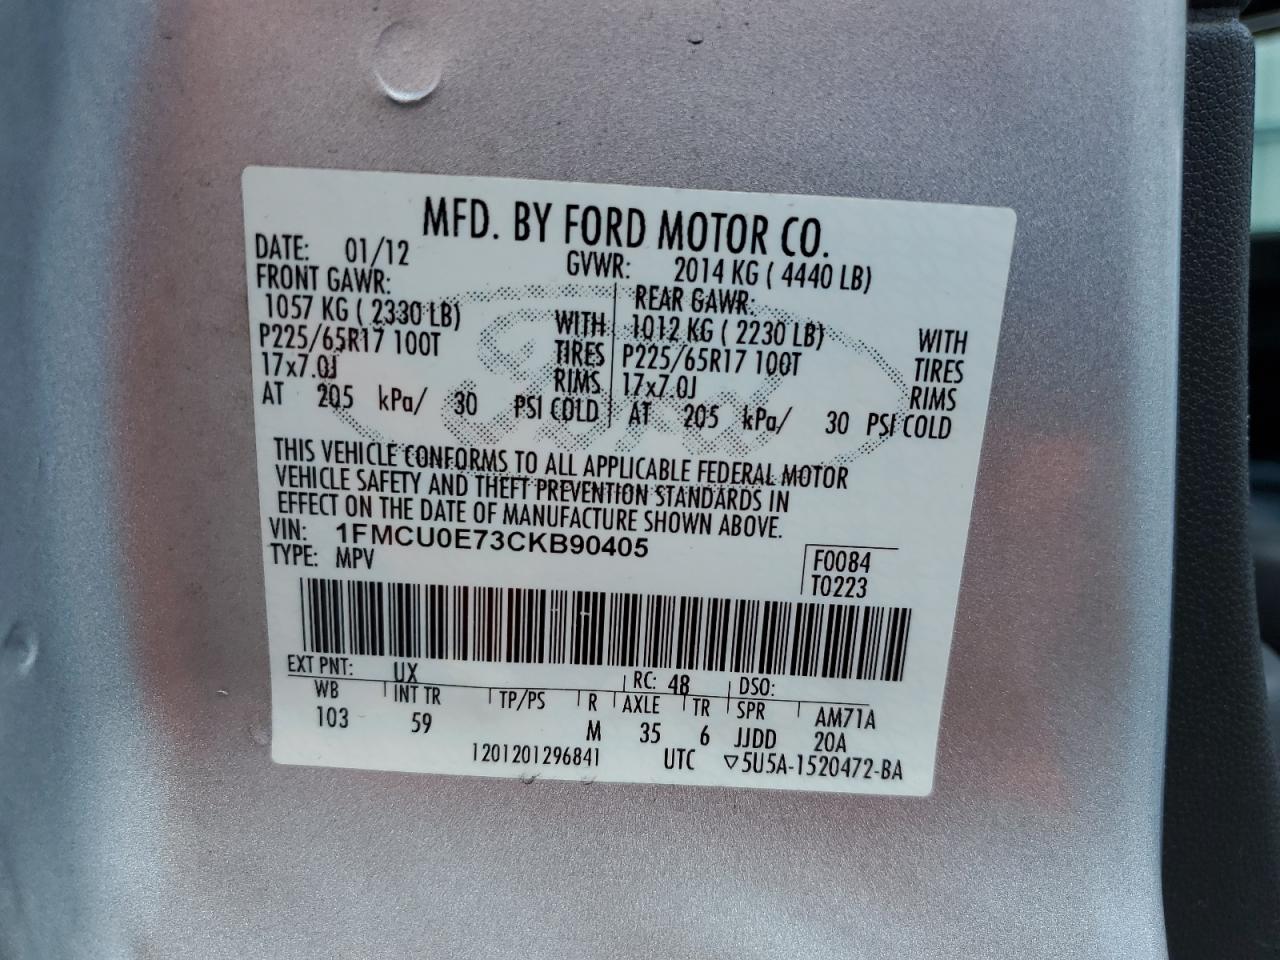 MFD. BY FORD MOTOR CO.
DATE: 01/12 GVWR: 2014 KG ( 4440 LB)
FRONT GAWR: REAR GAWR:
1057 KG ( 2330 LB) WITH 1012 KG ( 2230 LB) WITH
P225/65R17 100T TIRES P225/65R17 100T TIRES
17x7.0J RIMS 17x7.0J RIMS
AT 205 kPa/ 30 PSI COLD AT 205 kPa/ 30 PSI COLD
THIS VEHICLE CONFORMS TO ALL APPLICABLE FEDERAL MOTOR
VEHICLE SAFETY AND THEFT PREVENTION STANDARDS IN
EFFECT ON THE DATE OF MANUFACTURE SHOWN ABOVE.
VIN: 1FMCU0E73CKB90405
TYPE: MPV
F0084
T0223
EXT PNT: UX RC: 48 DSO:
WB INT TR TP/PS R AXLE TR SPR AM71A
103 59 M 35 6 JJDD 20A
1201201296841 UTC ▽5U5A-1520472-BA
Ford